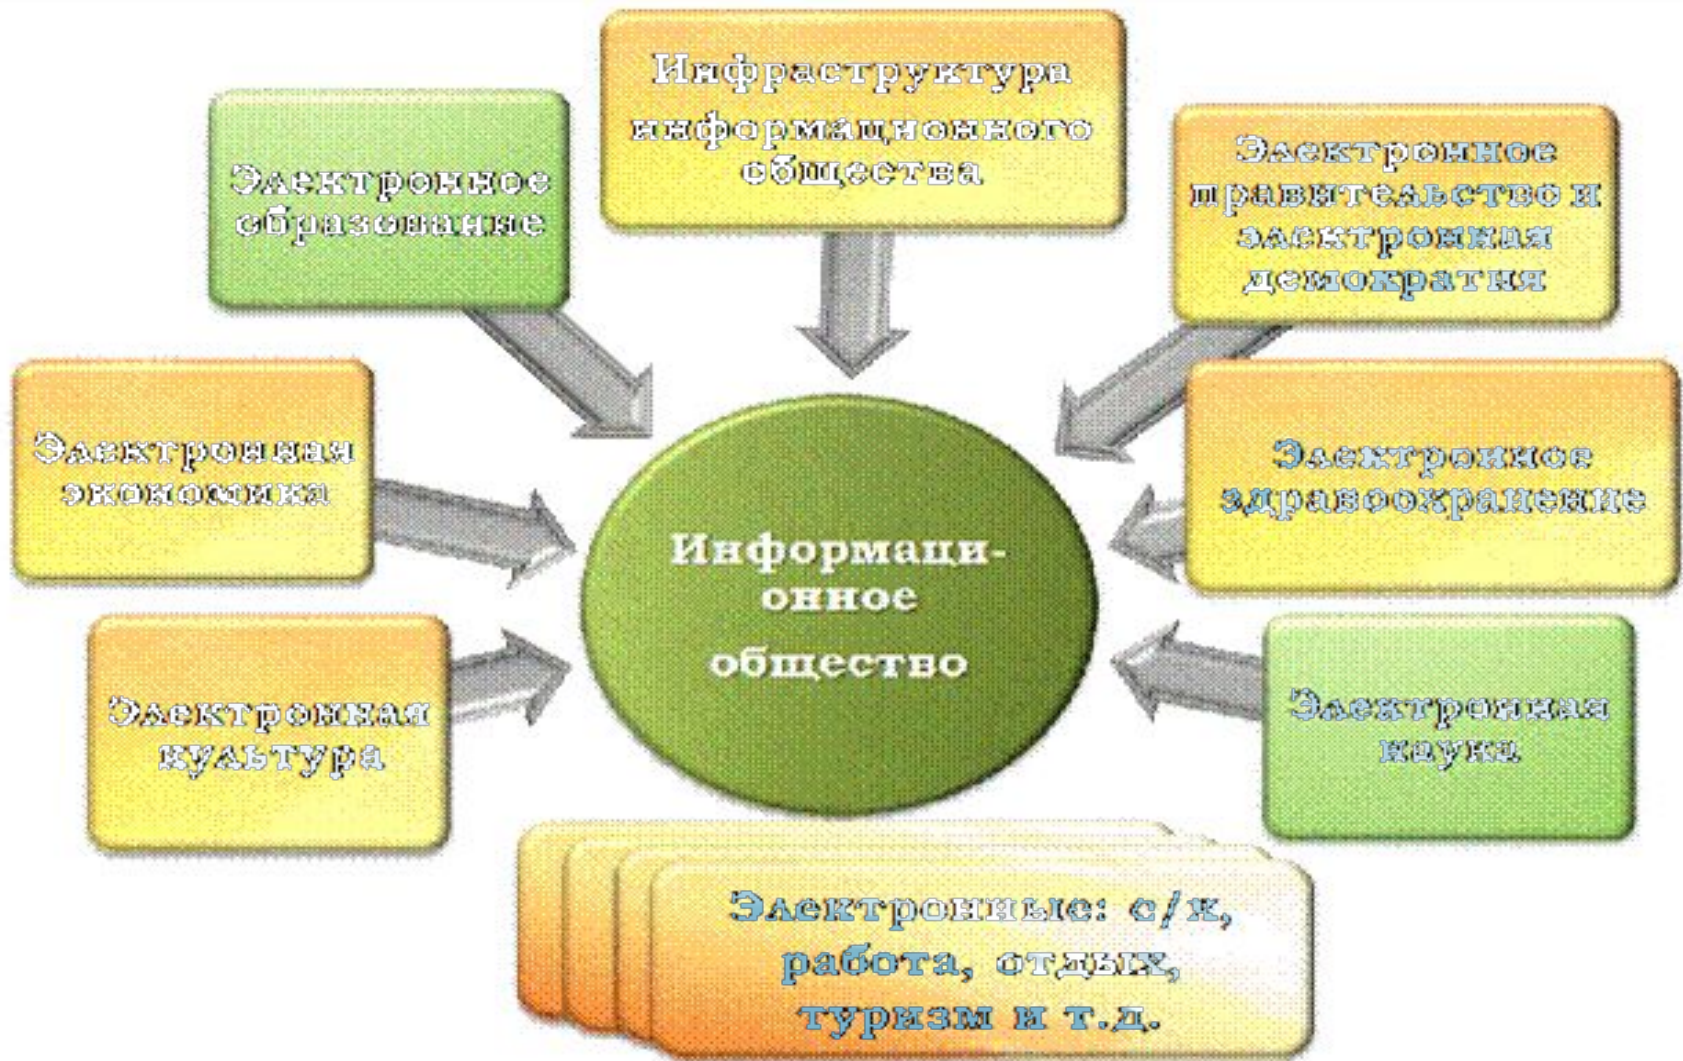 Инфраструктура
информационного
общества
Электронное
образование
Электронное
правительство и
электронная
демократия
Электронная
экономика
Электронное
здравоохранение
Информаци-
онное
общество
Электронная
культура
Электронная
наука
Электронные: с/х,
работа, отдых,
туризм и т.д.